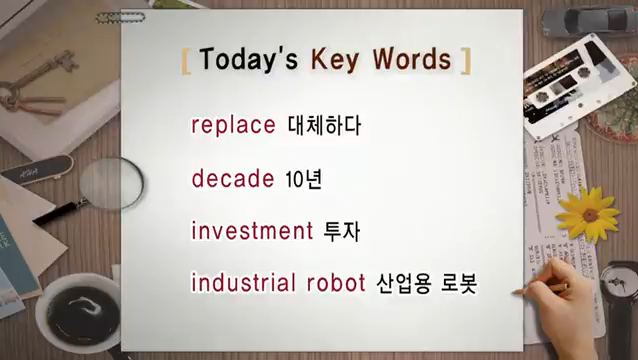 [ Today's Key Words ]
replace 대체하다
decade 10년
investment 투자
industrial robot 산업용 로봇